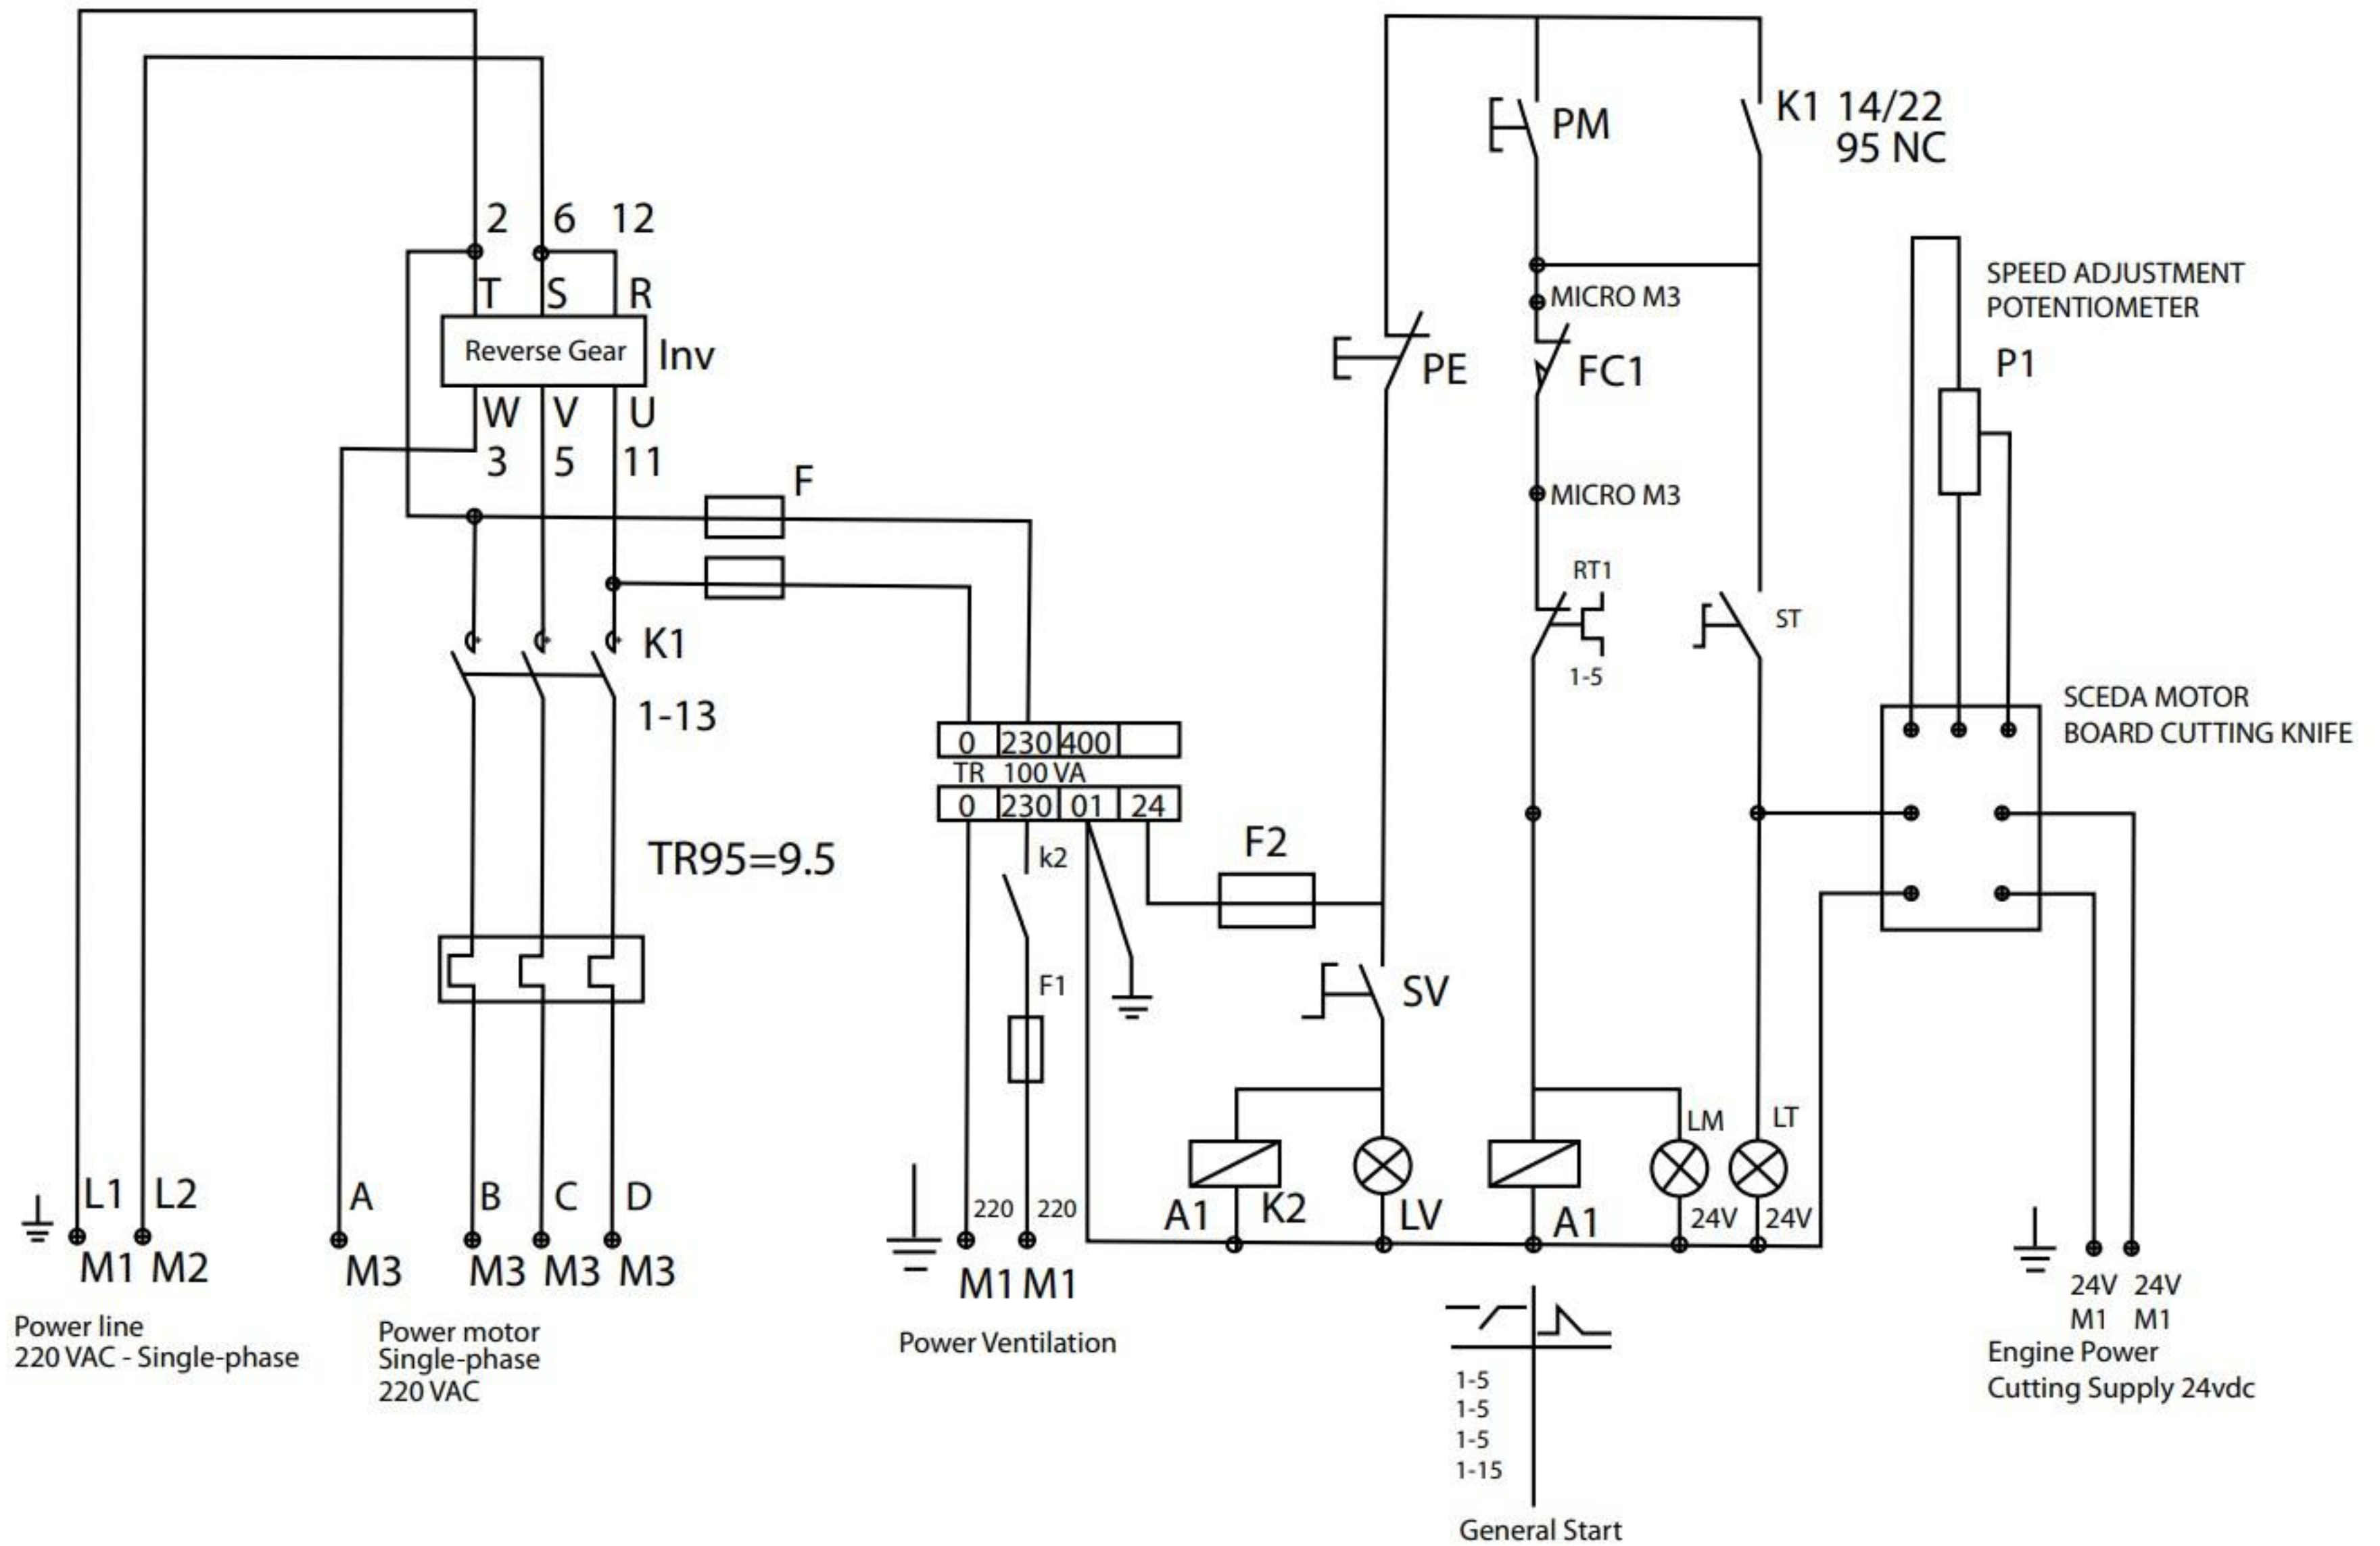 K1 14/22
95 NC
PM
2 6 12
T S R
Reverse Gear
Inv
W V U
3 5 11
F
K1
1-13
TR95=9.5
PE
MICRO M3
FC1
MICRO M3
RT1
1-5
ST
SPEED ADJUSTMENT
POTENTIOMETER
P1
SCEDA MOTOR
BOARD CUTTING KNIFE
0 230 400
TR 100 VA
0 230 01 24
k2
F1
F2
SV
L1 L2
M1 M2
Power line
220 VAC - Single-phase
A B C D
M3 M3 M3 M3
Power motor
Single-phase
220 VAC
220 220
M1 M1
Power Ventilation
A1 K2
LV
A1
LM
LT
24V 24V
1-5
1-5
1-5
1-15
General Start
24V 24V
M1 M1
Engine Power
Cutting Supply 24vdc